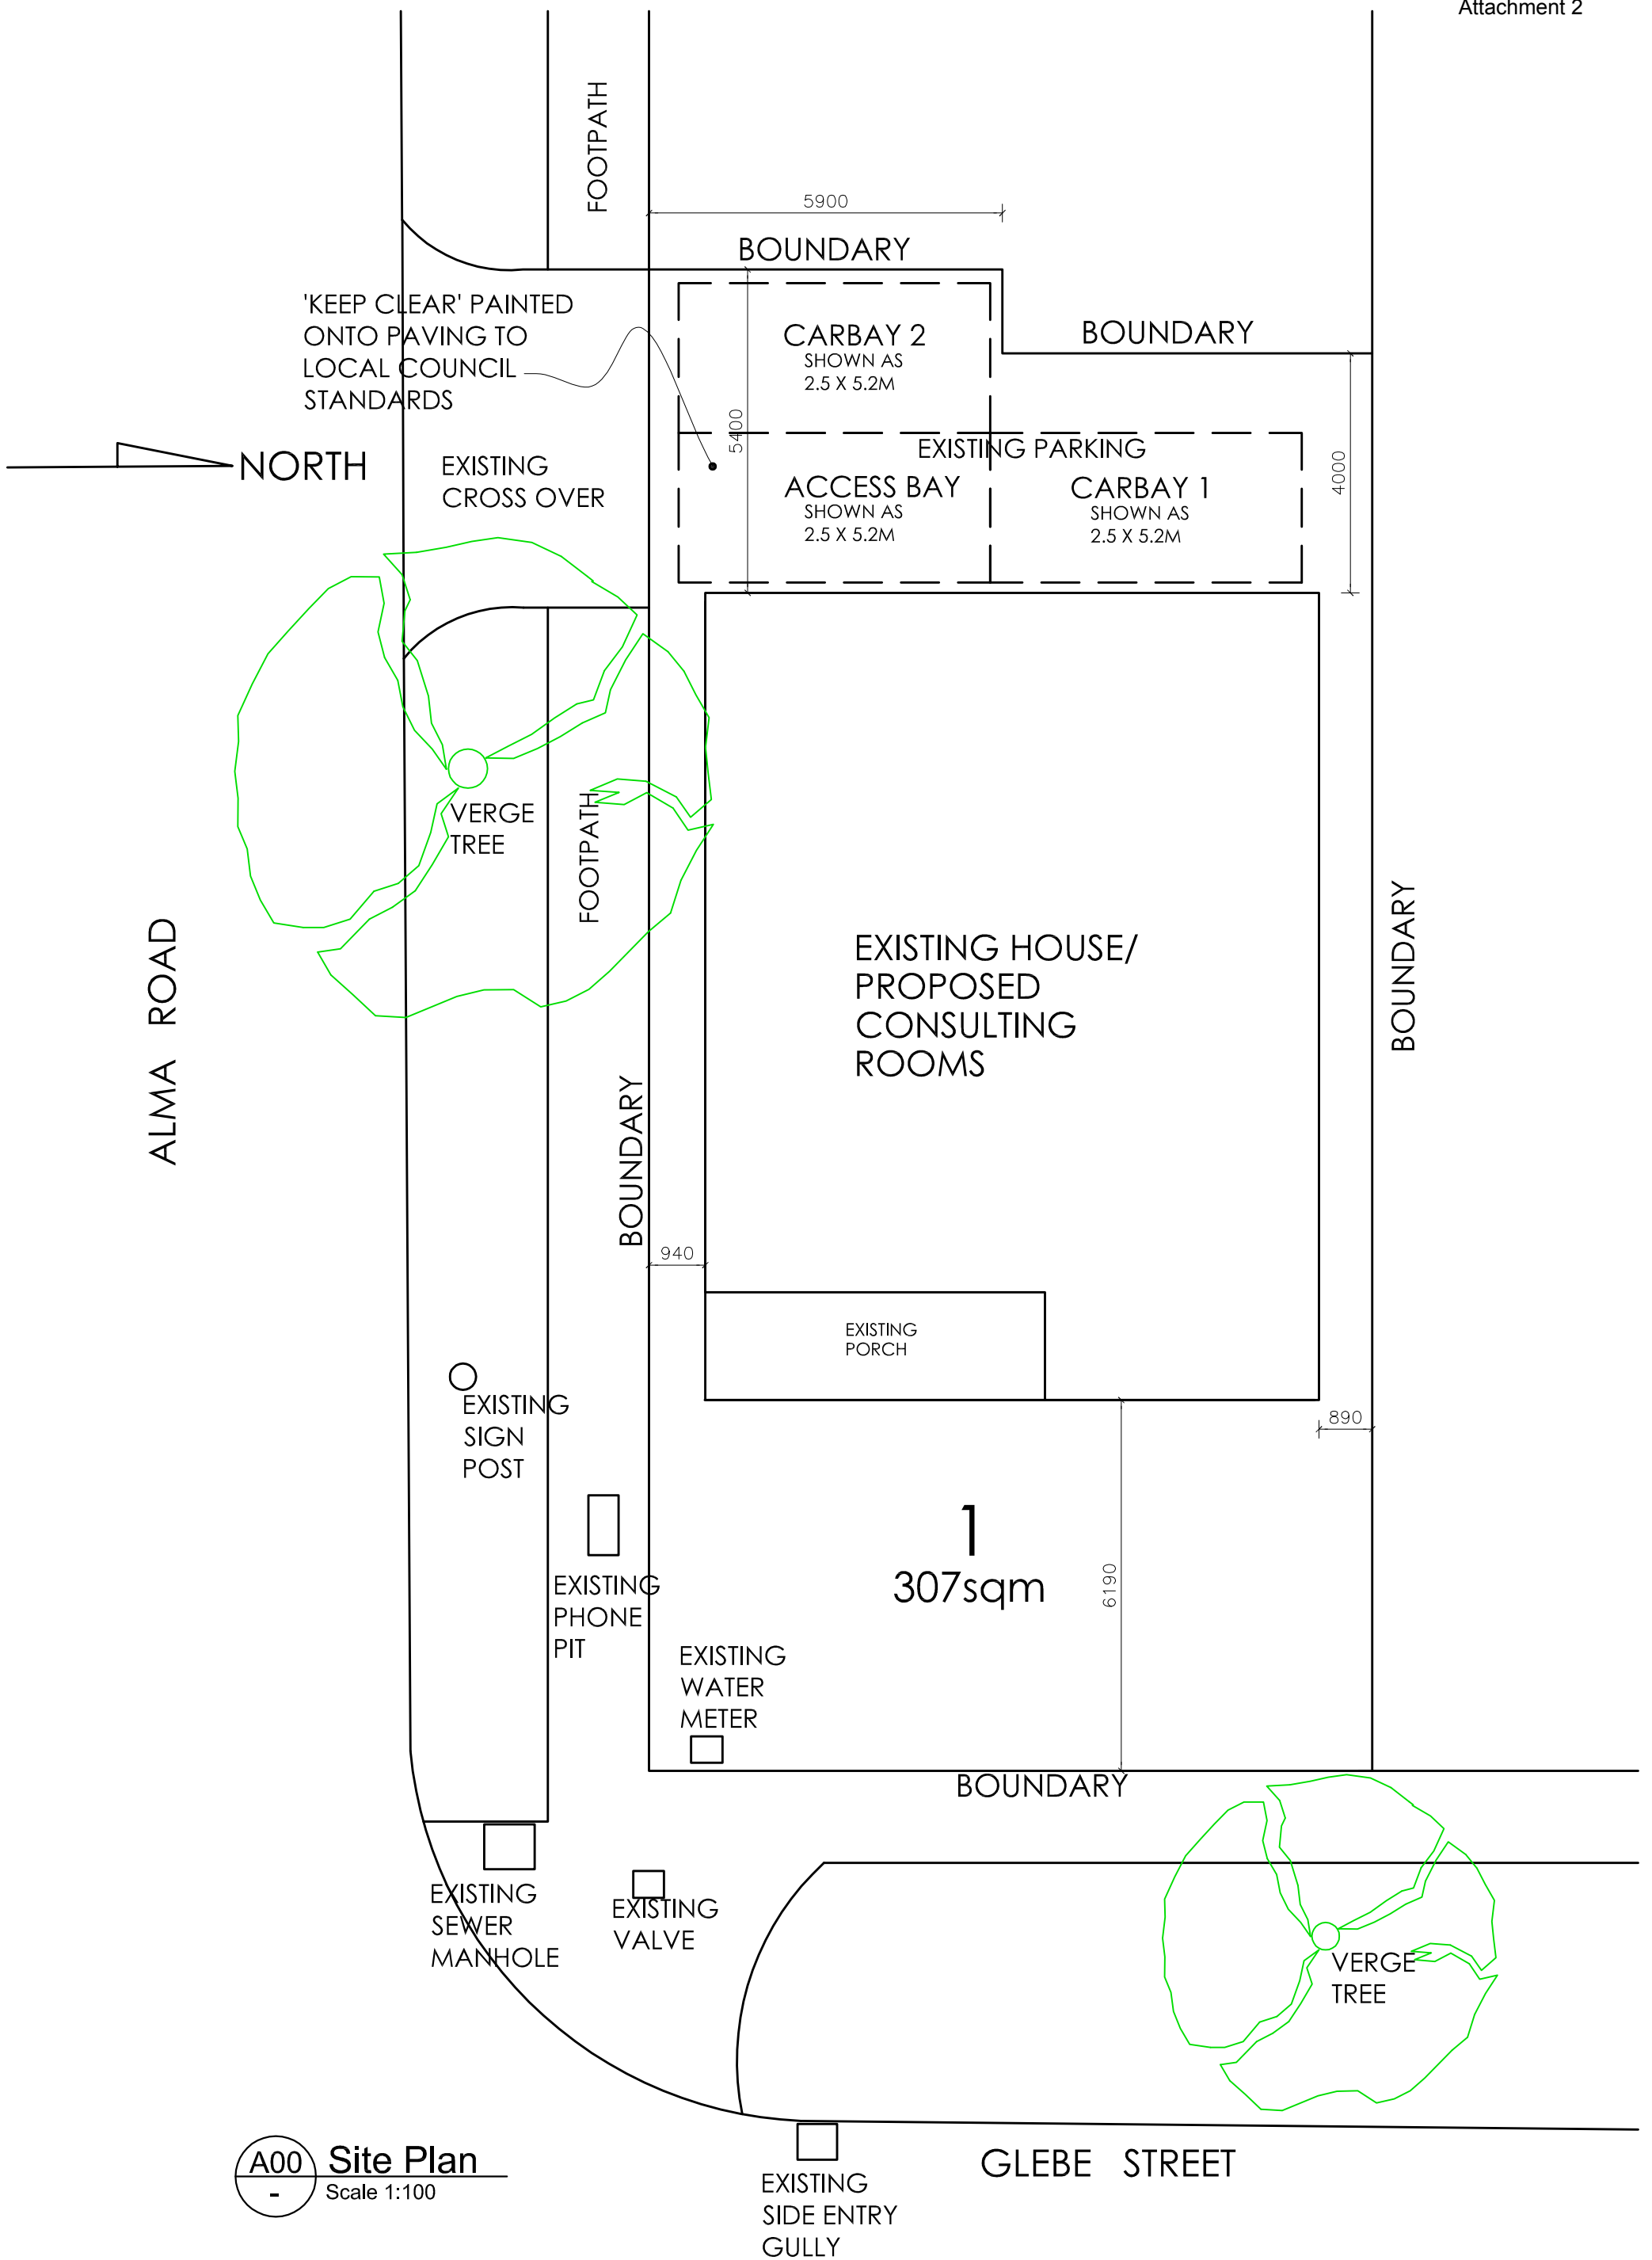 Attachment 2
FOOTPATH
5900
BOUNDARY
'KEEP CLEAR' PAINTED
ONTO PAVING TO
LOCAL COUNCIL
STANDARDS
CARBAY 2
SHOWN AS
2.5 X 5.2M
BOUNDARY
5400
EXISTING PARKING
4000
NORTH
EXISTING
CROSS OVER
ACCESS BAY
SHOWN AS
2.5 X 5.2M
CARBAY 1
SHOWN AS
2.5 X 5.2M
VERGE
TREE
FOOTPATH
ALMA ROAD
EXISTING HOUSE/
PROPOSED
CONSULTING
ROOMS
BOUNDARY
BOUNDARY
940
EXISTING
PORCH
EXISTING
SIGN
POST
890
1
307sqm
6190
EXISTING
PHONE
PIT
EXISTING
WATER
METER
BOUNDARY
EXISTING
SEWER
MANHOLE
EXISTING
VALVE
VERGE
TREE
A00
-
Site Plan
Scale 1:100
GLEBE STREET
EXISTING
SIDE ENTRY
GULLY